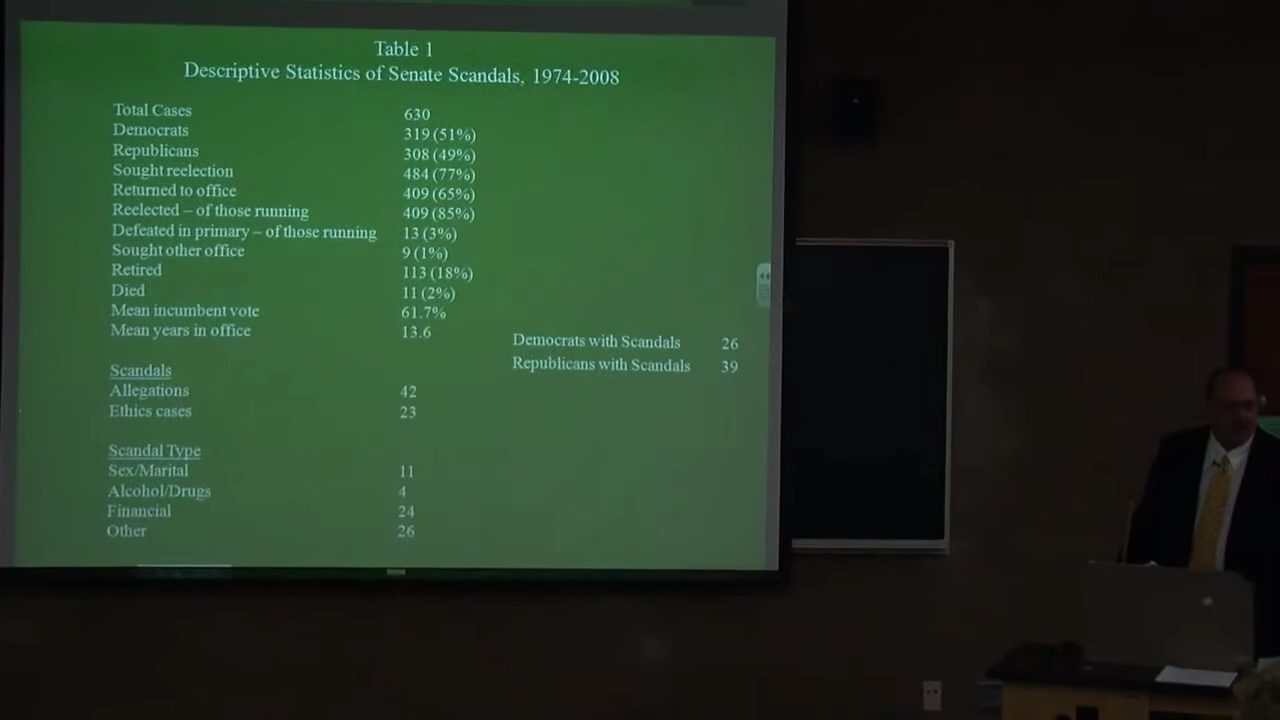 Table 1
Descriptive Statistics of Senate Scandals, 1974-2008
Total Cases 630
Democrats 319 (51%)
Republicans 308 (49%)
Sought reelection 484 (77%)
Returned to office 409 (65%)
Reelected – of those running 409 (85%)
Defeated in primary – of those running 13 (3%)
Sought other office 9 (1%)
Retired 113 (18%)
Died 11 (2%)
Mean incumbent vote 61.7%
Mean years in office 13.6
Democrats with Scandals 26
Republicans with Scandals 39
Scandals
Allegations 42
Ethics cases 23
Scandal Type
Sex/Marital 11
Alcohol/Drugs 4
Financial 24
Other 26